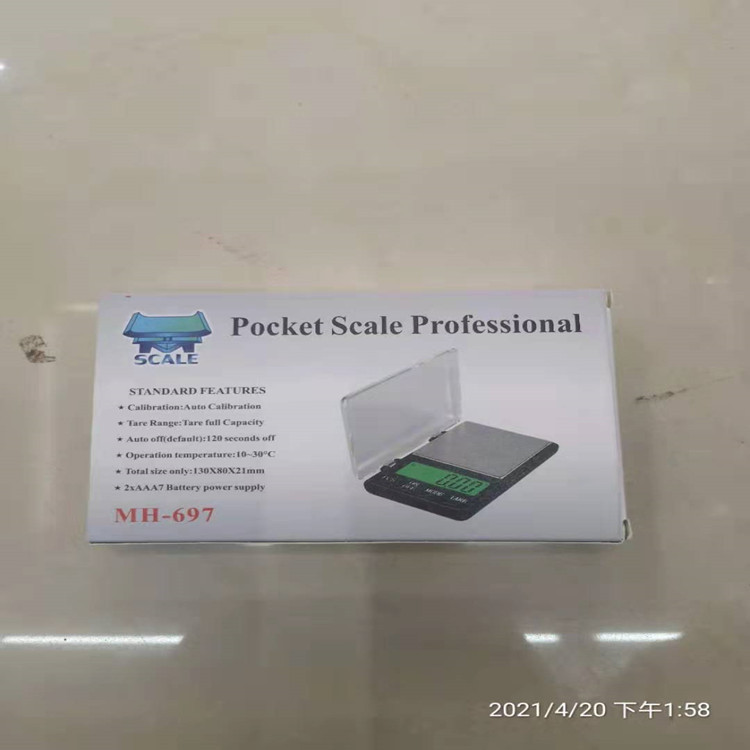 SCALE
Pocket Scale Professional
STANDARD FEATURES
★ Calibration:Auto Calibration
★ Tare Range:Tare full Capacity
★ Auto off(default):120 seconds off
★ Operation temperature:10~30°C
★ Total size only:130X80X21mm
★ 2xAAA7 Battery power supply
MH-697
0.00
MODE
2021/4/20 下午1:58